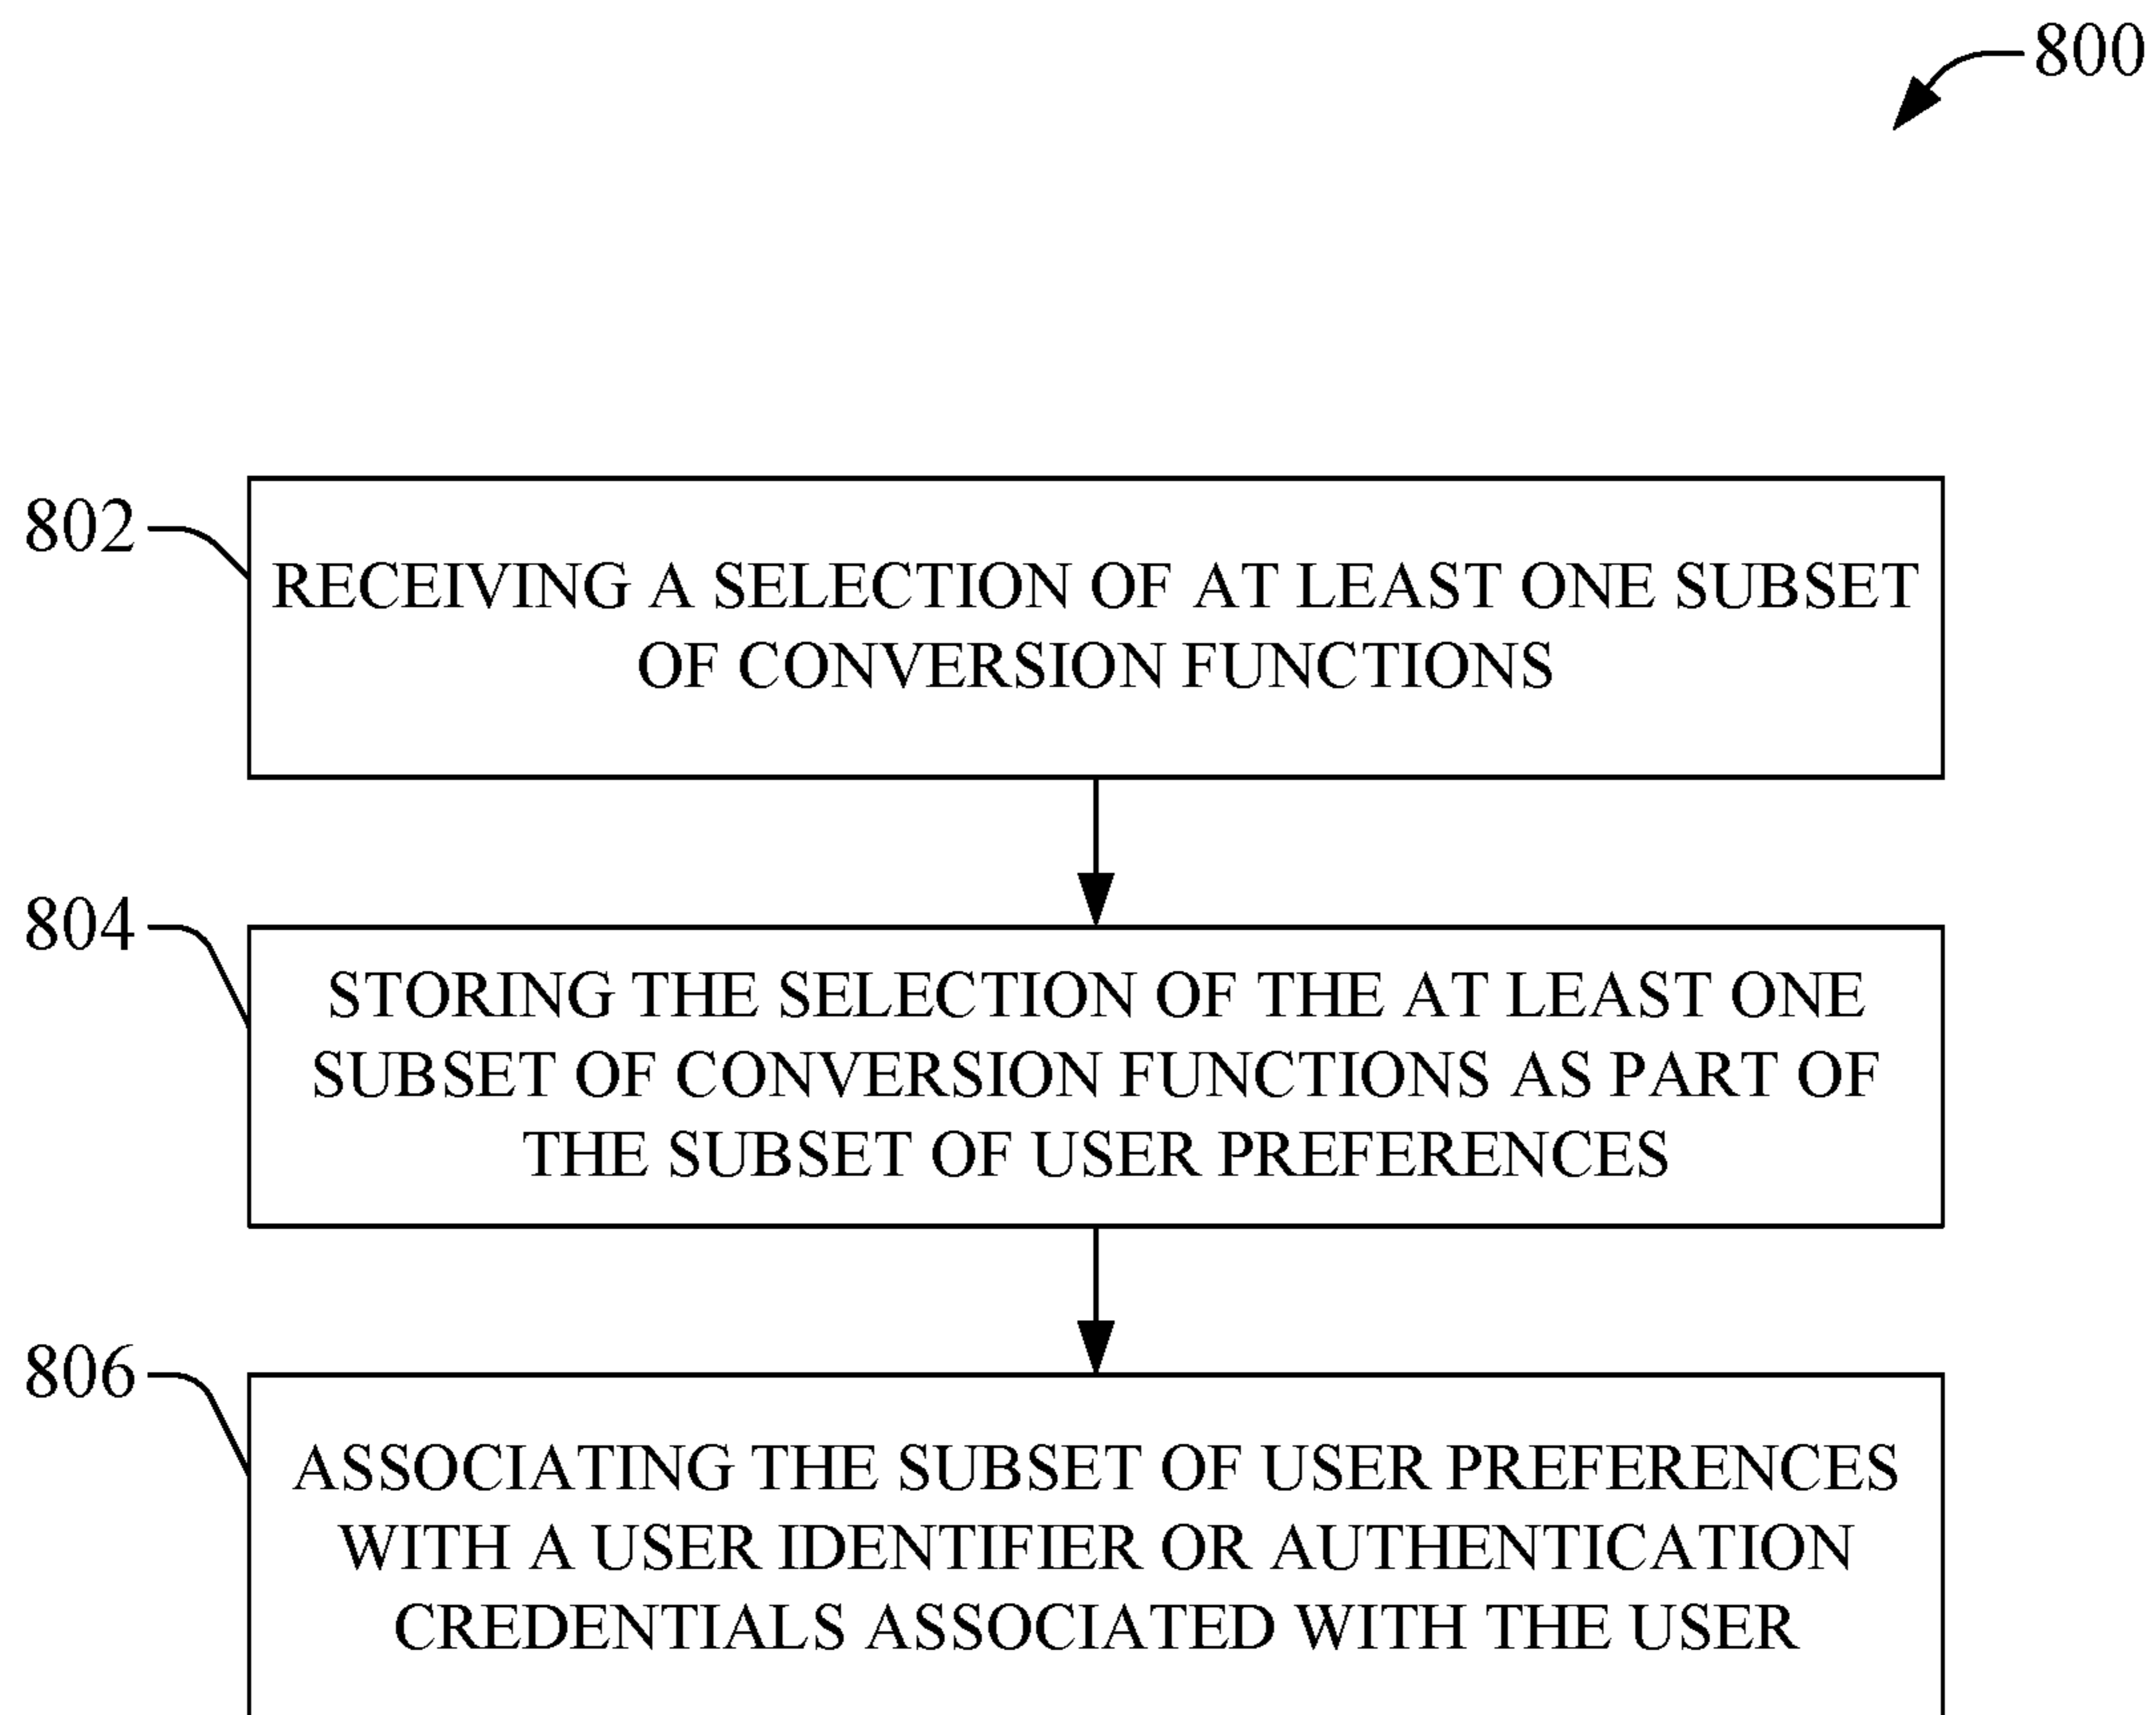 800
802
RECEIVING A SELECTION OF AT LEAST ONE SUBSET
OF CONVERSION FUNCTIONS
804
STORING THE SELECTION OF THE AT LEAST ONE
SUBSET OF CONVERSION FUNCTIONS AS PART OF
THE SUBSET OF USER PREFERENCES
806
ASSOCIATING THE SUBSET OF USER PREFERENCES
WITH A USER IDENTIFIER OR AUTHENTICATION
CREDENTIALS ASSOCIATED WITH THE USER